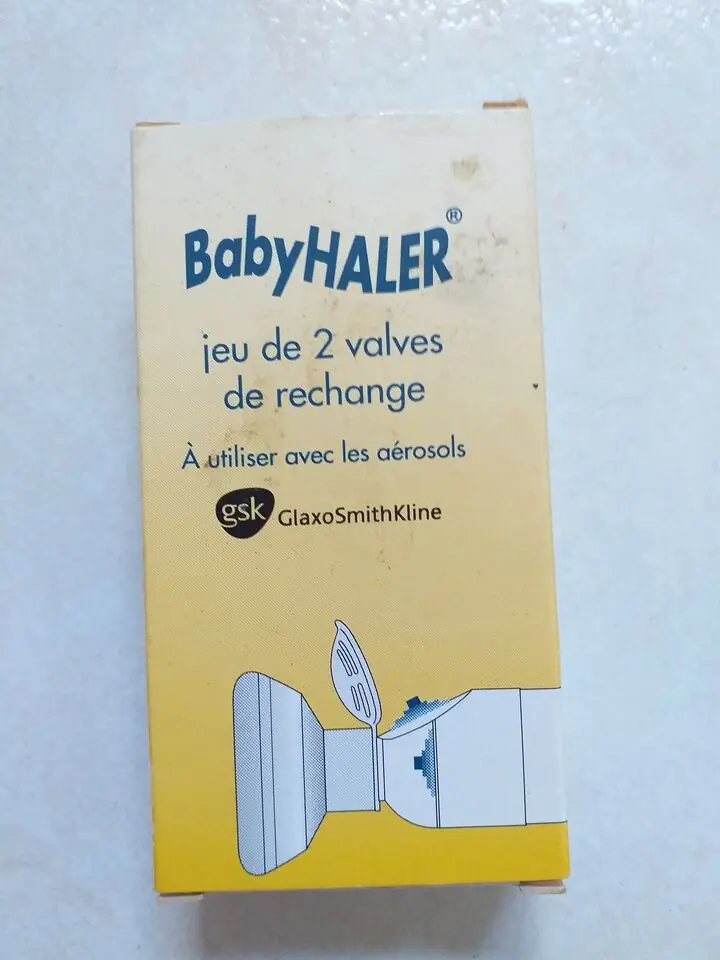 BabyHALER®
jeu de 2 valves
de rechange
À utiliser avec les aérosols
gsk GlaxoSmithKline